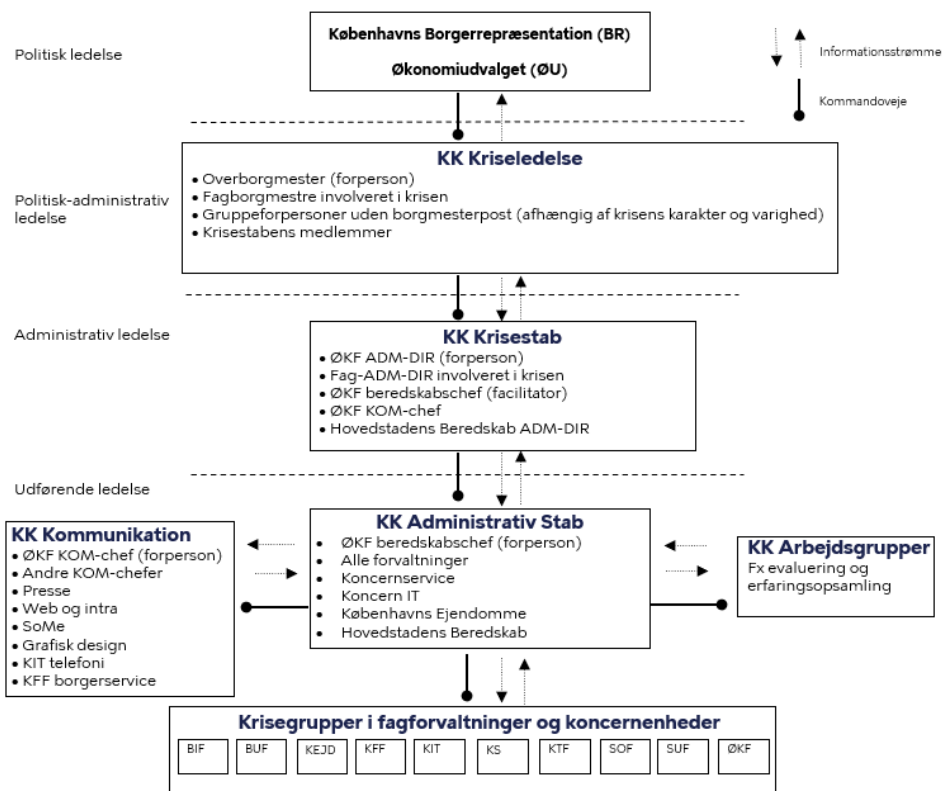 Politisk ledelse
Københavns Borgerrepræsentation (BR)
Økonomiudvalget (ØU)
Informationsstrømme
Kommandoveje
Politisk-administrativ
ledelse
KK Kriseledelse
• Overborgmester (forperson)
• Fagborgmestre involveret i krisen
• Gruppeforpersoner uden borgmesterpost (afhængig af krisens karakter og varighed)
• Krisestabens medlemmer
Administrativ ledelse
KK Krisestab
• ØKF ADM-DIR (forperson)
• Fag-ADM-DIR involveret i krisen
• ØKF beredskabschef (facilitator)
• ØKF KOM-chef
• Hovedstadens Beredskab ADM-DIR
Udførende ledelse
KK Kommunikation
• ØKF KOM-chef (forperson)
• Andre KOM-chefer
• Presse
• Web og intra
• SoMe
• Grafisk design
• KIT telefoni
• KFF borgerservice
KK Administrativ Stab
• ØKF beredskabschef (forperson)
• Alle forvaltninger
• Koncernservice
• Koncern IT
• Københavns Ejendomme
• Hovedstadens Beredskab
KK Arbejdsgrupper
Fx evaluering og
erfaringsopsamling
Krisegrupper i fagforvaltninger og koncernenheder
BIF BUF KEJD KFF KIT KS KTF SOF SUF ØKF